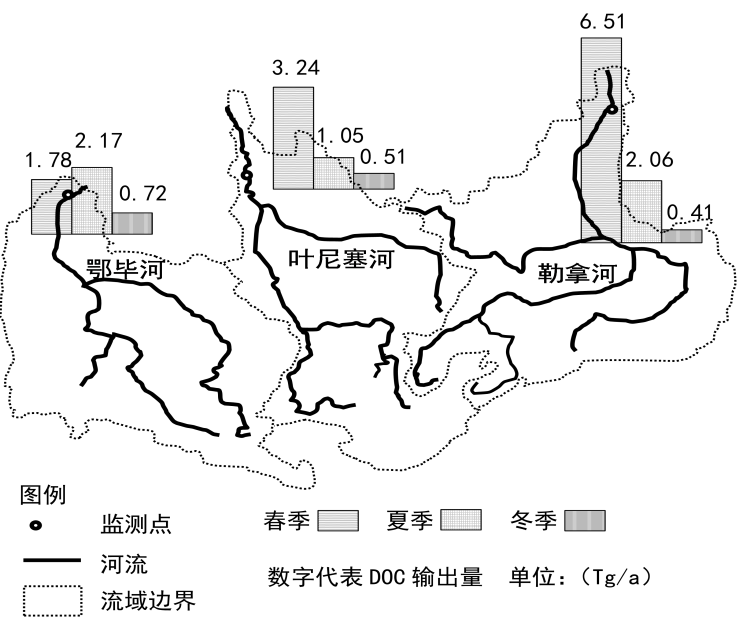 6.51
3.24
2.17
1.05
1.78
0.51
2.06
0.72
0.41
鄂毕河
叶尼塞河
勒拿河
图例
监测点
春季
夏季
冬季
河流
数字代表 DOC 输出量 单位：（Tg/a）
流域边界